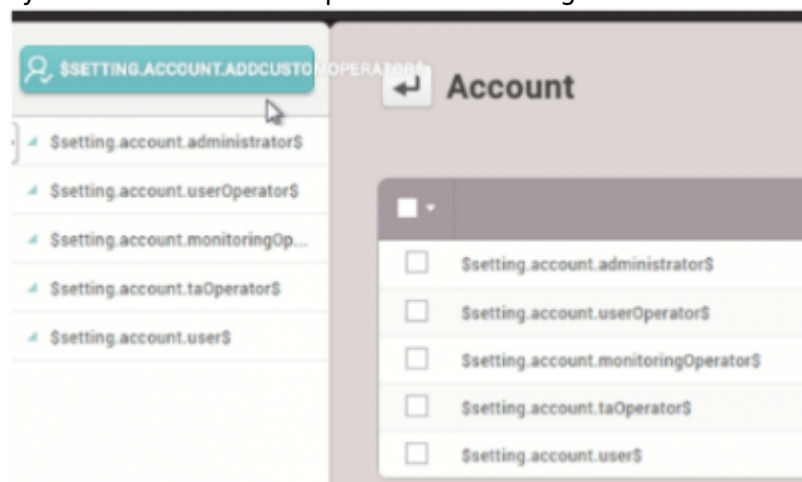 $SETTING.ACCOUNT.ADDCUSTOMOPERATOR$
$setting.account.administrator$
$setting.account.userOperator$
$setting.account.monitoringOp...
$setting.account.taOperator$
$setting.account.user$
Account
$setting.account.administrator$
$setting.account.userOperator$
$setting.account.monitoringOperator$
$setting.account.taOperator$
$setting.account.user$